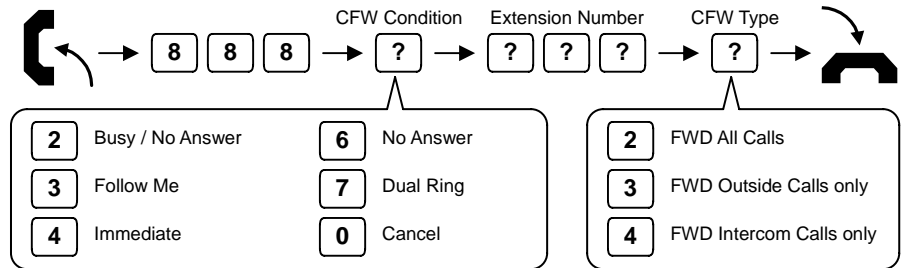 CFW Condition Extension Number CFW Type
8 8 8 ? ? ? ? ?
2 Busy / No Answer 6 No Answer 2 FWD All Calls
3 Follow Me 7 Dual Ring 3 FWD Outside Calls only
4 Immediate 0 Cancel 4 FWD Intercom Calls only